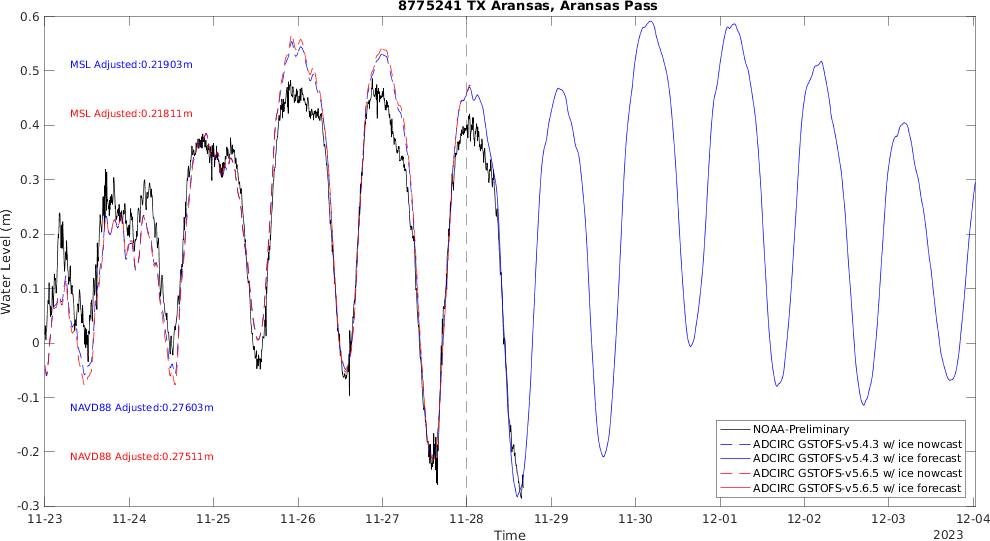 8775241 TX Aransas, Aransas Pass
0.6
0.5
0.4
0.3
0.2
0.1
0
-0.1
-0.2
-0.3
Water Level (m)
MSL Adjusted:0.21903m
MSL Adjusted:0.21811m
NAVD88 Adjusted:0.27603m
NAVD88 Adjusted:0.27511m
NOAA-Preliminary
ADCIRC GSTOFS-v5.4.3 w/ ice nowcast
ADCIRC GSTOFS-v5.4.3 w/ ice forecast
ADCIRC GSTOFS-v5.6.5 w/ ice nowcast
ADCIRC GSTOFS-v5.6.5 w/ ice forecast
11-23 11-24 11-25 11-26 11-27 11-28 11-29 11-30 12-01 12-02 12-03 12-04
Time
2023